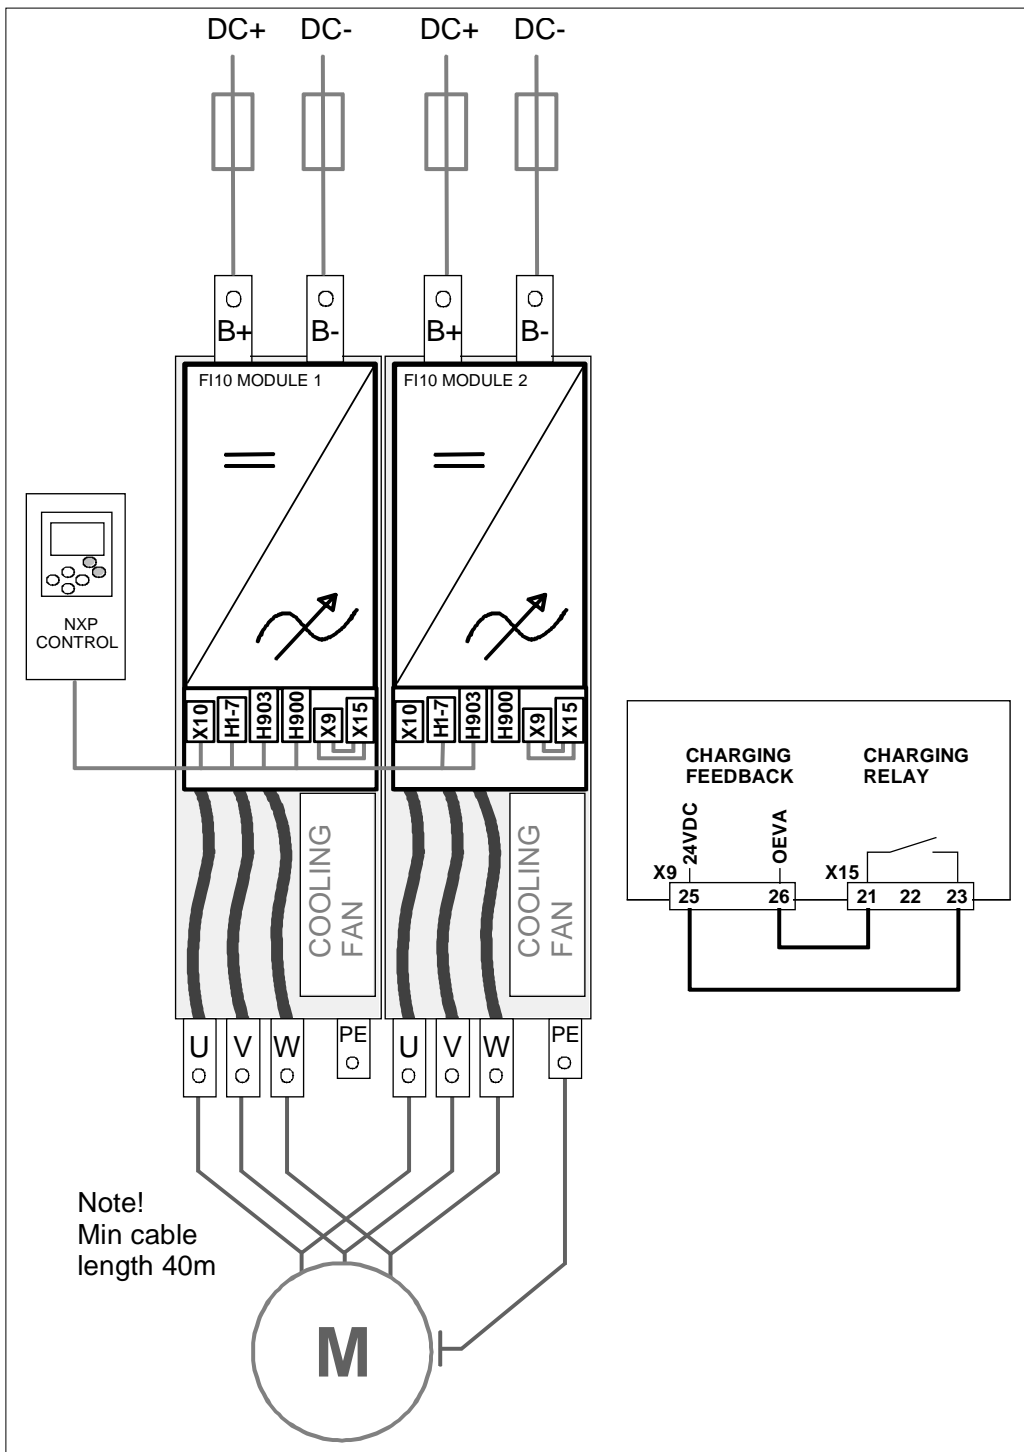 DC+ DC- DC+ DC-
B+ B- B+ B-
FI10 MODULE 1
FI10 MODULE 2
NXP
CONTROL
X10 H1-7 H903 H900 X9 X15
X10 H1-7 H903 H900 X9 X15
COOLING
FAN
COOLING
FAN
CHARGING
FEEDBACK
CHARGING
RELAY
24VDC
OEVA
X9
X15
25 26 21 22 23
U V W PE U V W PE
Note!
Min cable
length 40m
M